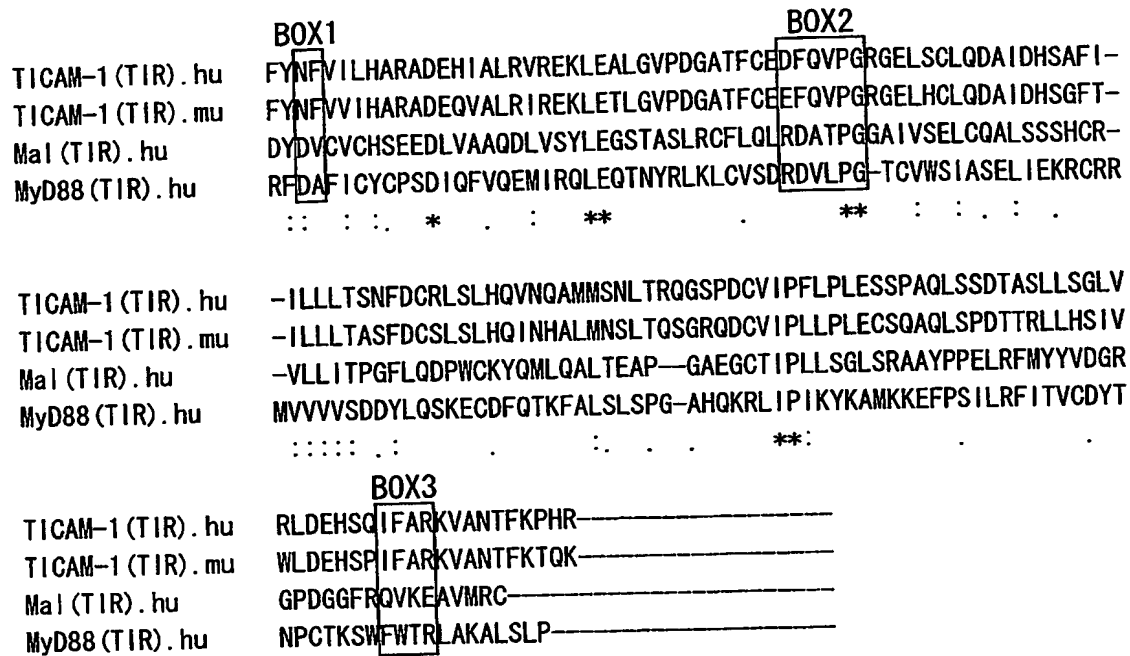 BOX1 BOX2
TICAM-1(TIR).hu FYNFVILHARADEHIALRVREKLEALGVPDGATFCEDFQVPGRGELSCLQDAIDHSAFI-
TICAM-1(TIR).mu FYNFVVIHARADEQVALRIREKLETLGVPDGATFCEEFQVPGRGELHCLQDAIDHSGFT-
Mal(TIR).hu DYDVCVCHSEEDLVAAQDLVSYLEGSTASLRCFLQLRDATPGGAIVSELCQALSSSHCR-
MyD88(TIR).hu RFDAFICYCPSDIQFVQEMIRQLEQTNYRLKLCVSDRDVLPG-TCVWSIASELIEKRCRR
:: : :. * . : ** . ** : : . : .
TICAM-1(TIR).hu -ILLLTSNFDCRLSLHQVNQAMMSNLTRQGSPDCVIPFLPLESSPAQLSSDTASLLSGLV
TICAM-1(TIR).mu -ILLLTASFDCSLSLHQINHALMNSLTQSGRQDCVIPLLPLECSQAQLSPDTTRLLHSIV
Mal(TIR).hu -VLLITPGFLQDPWCKYQMLQALTEAP--GAEGCTIPLLSGLSRAAYPPELRFMYYVDGR
MyD88(TIR).hu MVVVVSDDYLQSKECDFQTKFALSLSPG-AHQKRLIPIKYKAMKKEFPSILRFITVCDYT
::::: .: . :. . . **: . .
BOX3
TICAM-1(TIR).hu RLDEHSQIFARKVANTFKPHR-----------------
TICAM-1(TIR).mu WLDEHSPIFARKVANTFKTQK-----------------
Mal(TIR).hu GPDGGFRQVKEAVMRC----------------------
MyD88(TIR).hu NPCTKSWFWTRLAKALSLP-------------------